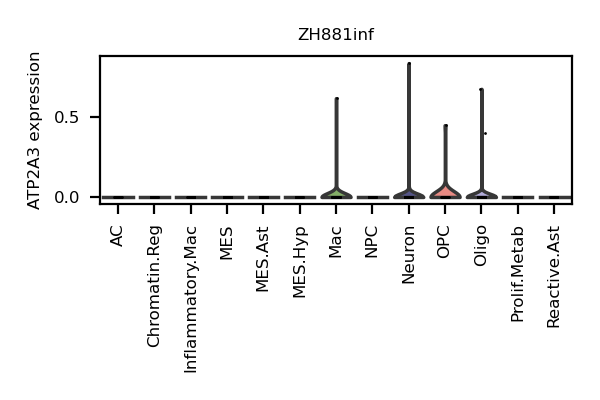 ZH881inf
ATP2A3 expression
0.5
0.0
AC
Chromatin.Reg
Inflammatory.Mac
MES
MES.Ast
MES.Hyp
Mac
NPC
Neuron
OPC
Oligo
Prolif.Metab
Reactive.Ast